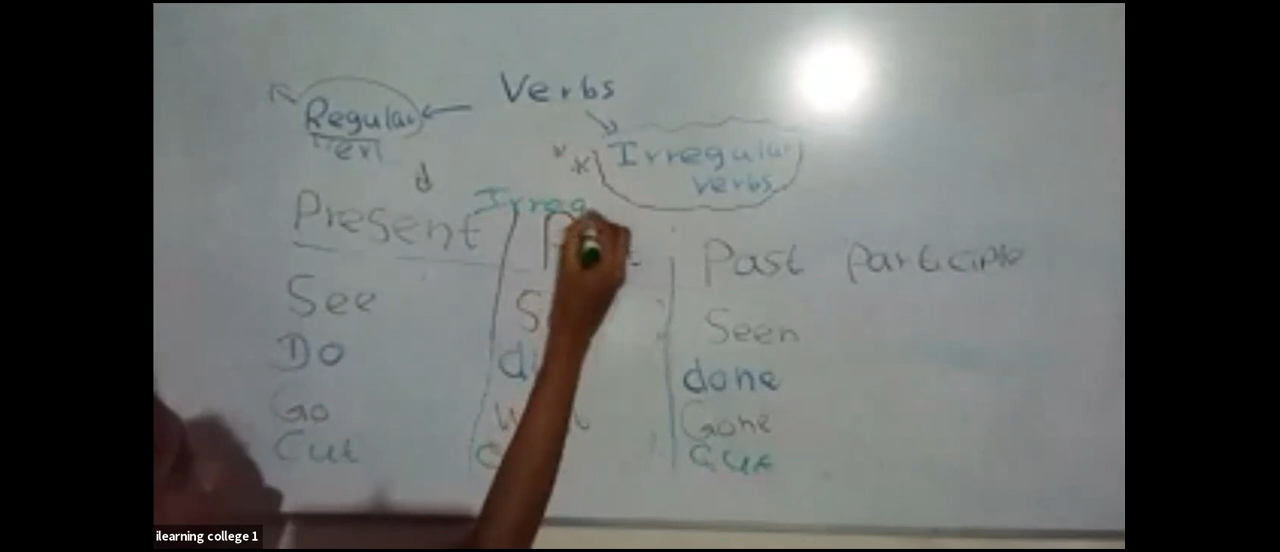 Verbs
Regular
Irregular
verbs
Irreg
Present Past participle
See Seen
Do done
Go Gone
Cut Cut
ilearning college 1